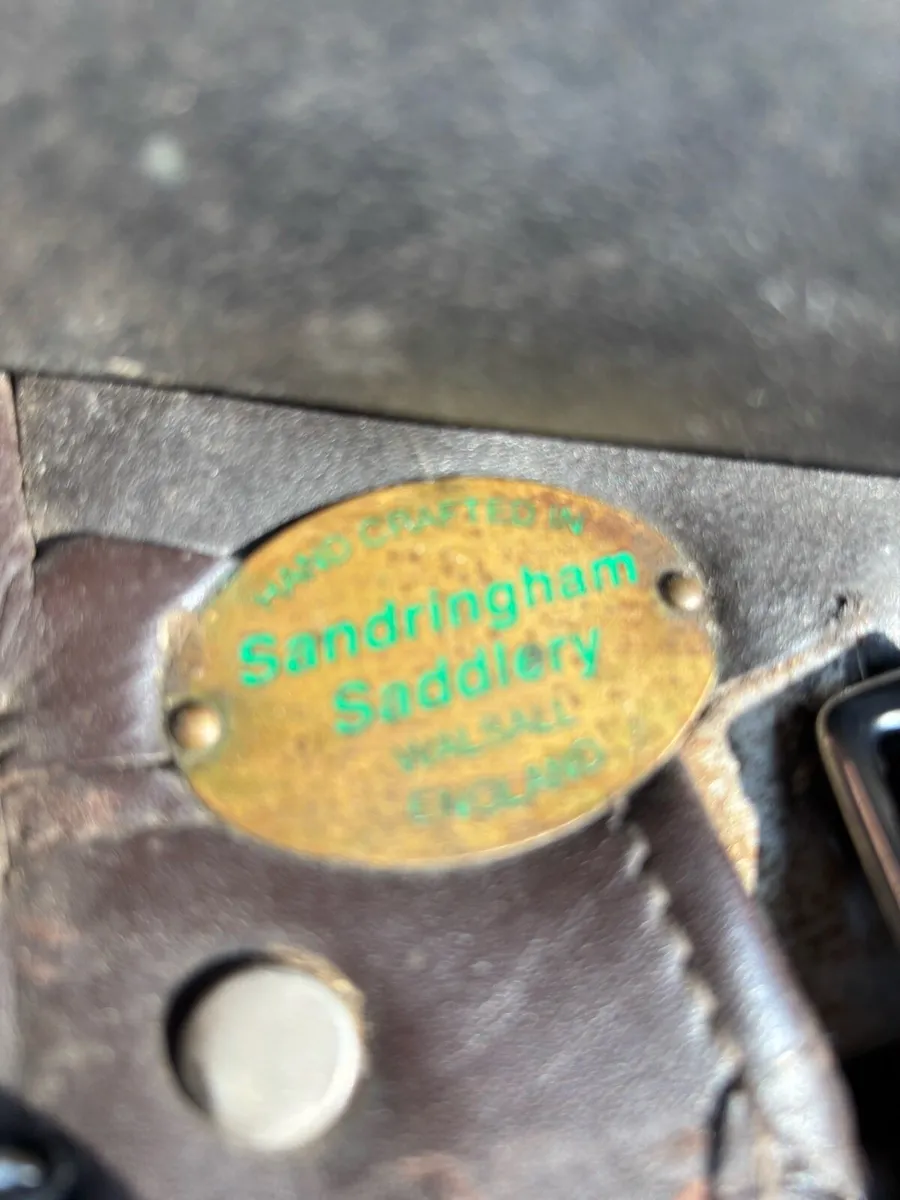 HAND CRAFTED IN
Sandringham
Saddlery
WALSALL
ENGLAND